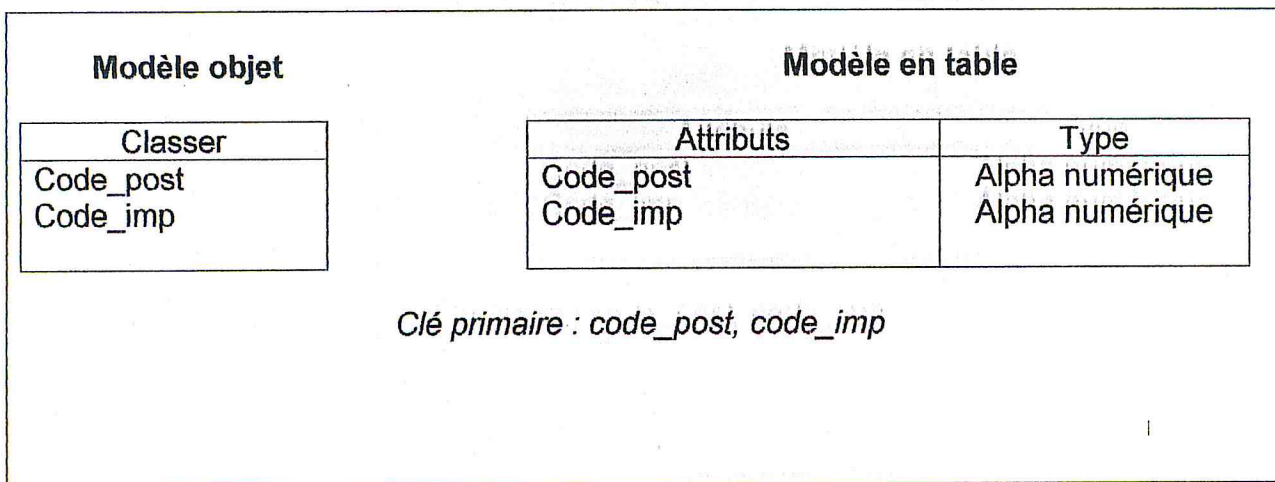 Modèle objet
Modèle en table
Classer
Code_post
Code_imp
Attributs Type
Code_post Alpha numérique
Code_imp Alpha numérique
Clé primaire : code_post, code_imp